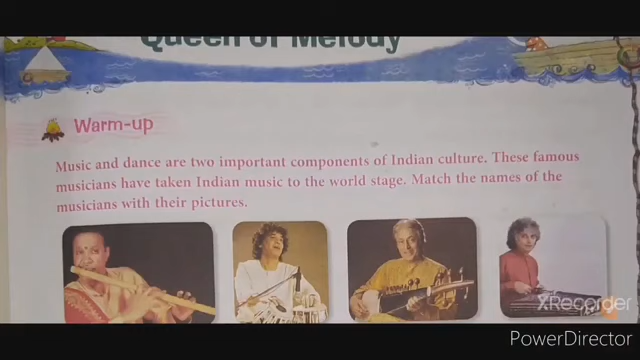 Queen of Melody
Warm-up
Music and dance are two important components of Indian culture. These famous
musicians have taken Indian music to the world stage. Match the names of the
musicians with their pictures.
XRecorder
PowerDirector